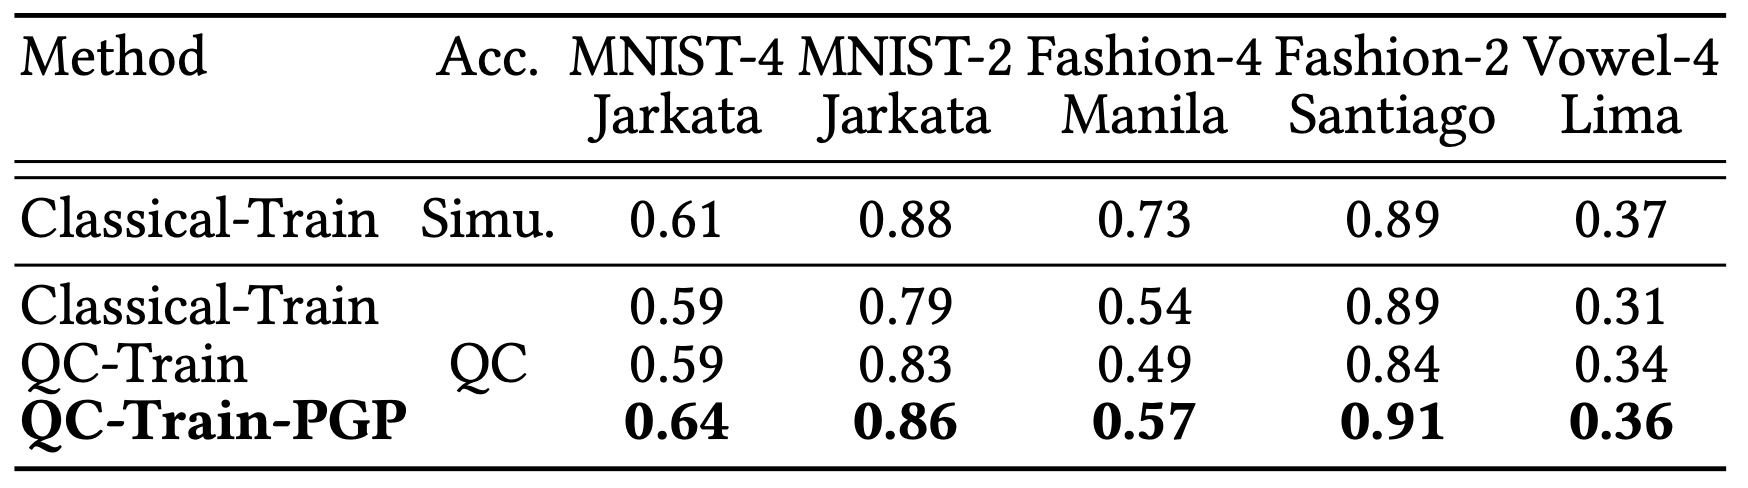 Method Acc. MNIST-4 MNIST-2 Fashion-4 Fashion-2 Vowel-4
Jarkata Jarkata Manila Santiago Lima
Classical-Train Simu. 0.61 0.88 0.73 0.89 0.37
Classical-Train 0.59 0.79 0.54 0.89 0.31
QC-Train QC 0.59 0.83 0.49 0.84 0.34
QC-Train-PGP 0.64 0.86 0.57 0.91 0.36